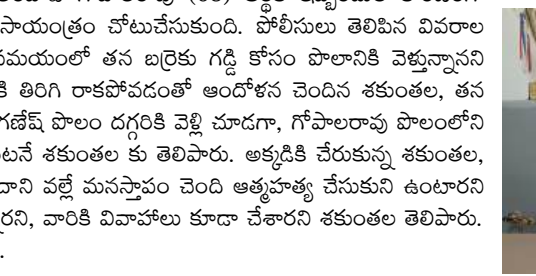 సాయంత్రం చోటుచేసుకుంది. పోలీసులు తెలిపిన వివరాల
సమయంలో తన బర్రెకు గడ్డి కోసం పొలానికి వెళ్తున్నానని
కి తిరిగి రాకపోవడంతో ఆందోళన చెందిన శకుంతల, తన
గణేష్ పొలం దగ్గరికి వెళ్లి చూడగా, గోపాలరావు పొలంలోని
టనే శకుంతల కు తెలిపారు. అక్కడికి చేరుకున్న శకుంతల,
దాని వల్లే మనస్తాపం చెంది ఆత్మహత్య చేసుకుని ఉంటారని
రని, వారికి వివాహాలు కూడా చేశారని శకుంతల తెలిపారు.
.